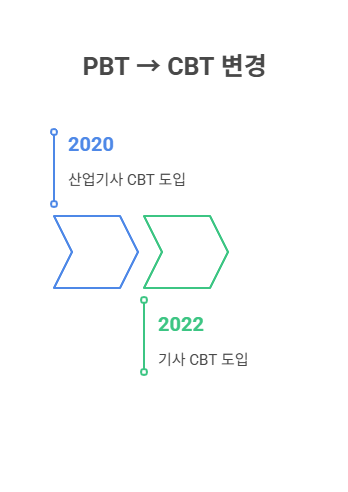 PBT → CBT 변경
2020
산업기사 CBT 도입
2022
기사 CBT 도입